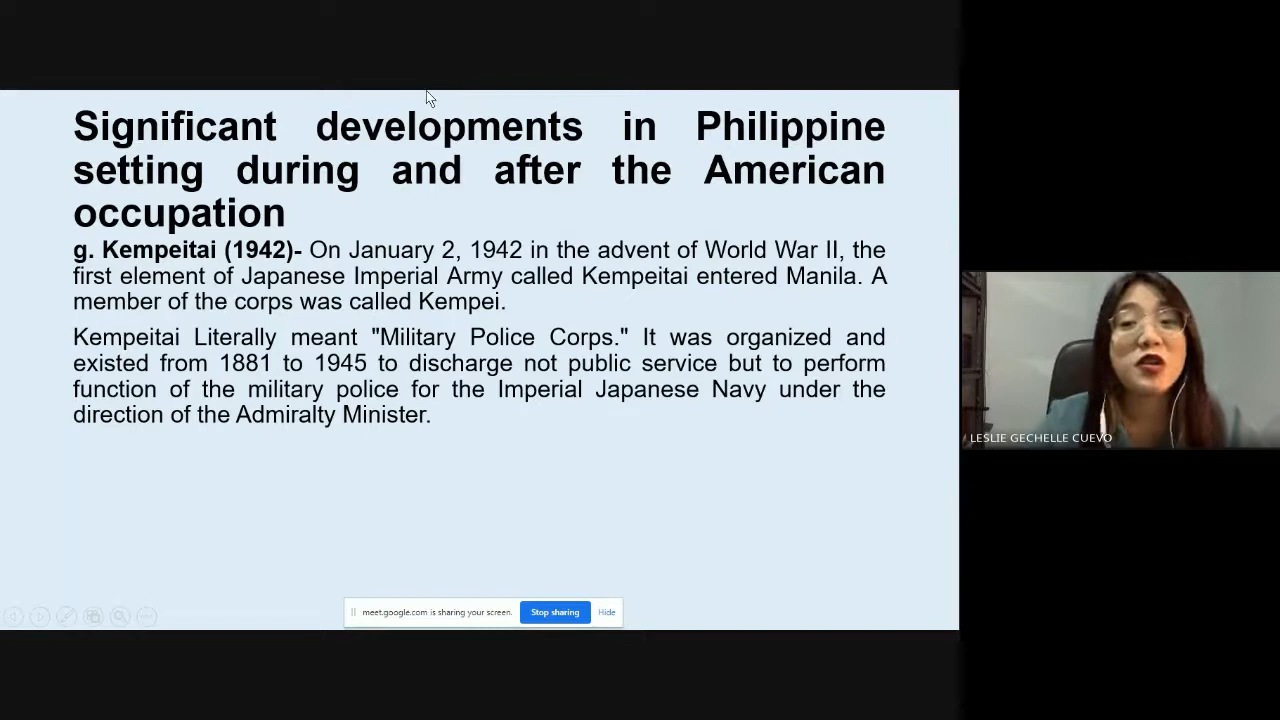 Significant developments in Philippine
setting during and after the American
occupation
g. Kempeitai (1942)- On January 2, 1942 in the advent of World War II, the
first element of Japanese Imperial Army called Kempeitai entered Manila. A
member of the corps was called Kempei.
Kempeitai Literally meant "Military Police Corps." It was organized and
existed from 1881 to 1945 to discharge not public service but to perform
function of the military police for the Imperial Japanese Navy under the
direction of the Admiralty Minister.
LESLIE GECHELLE CUEVO
meet.google.com is sharing your screen.
Stop sharing
Hide